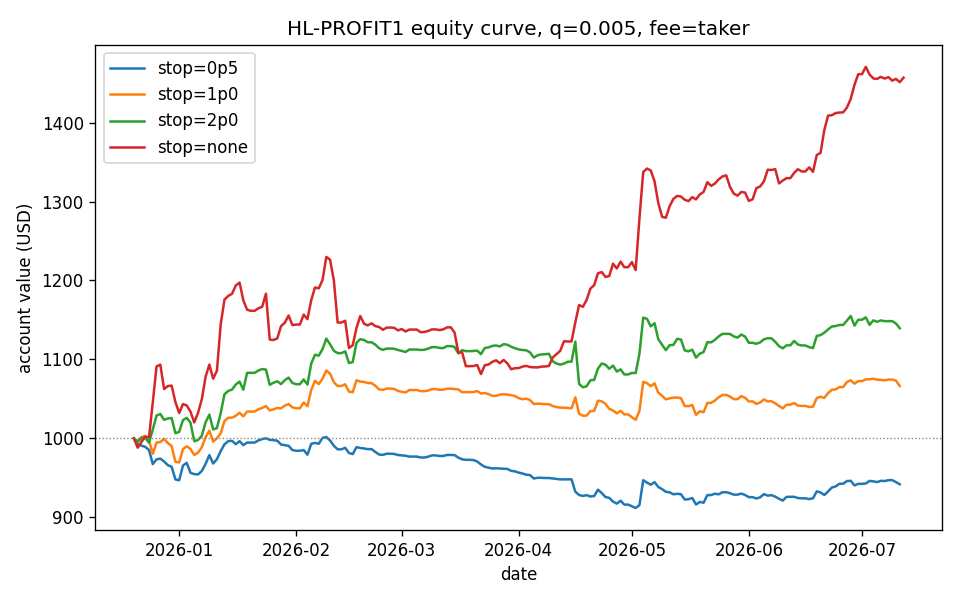 HL-PROFIT1 equity curve, q=0.005, fee=taker
stop=0p5
stop=1p0
stop=2p0
stop=none
account value (USD)
1400
1300
1200
1100
1000
900
2026-01
2026-02
2026-03
2026-04
2026-05
2026-06
2026-07
date